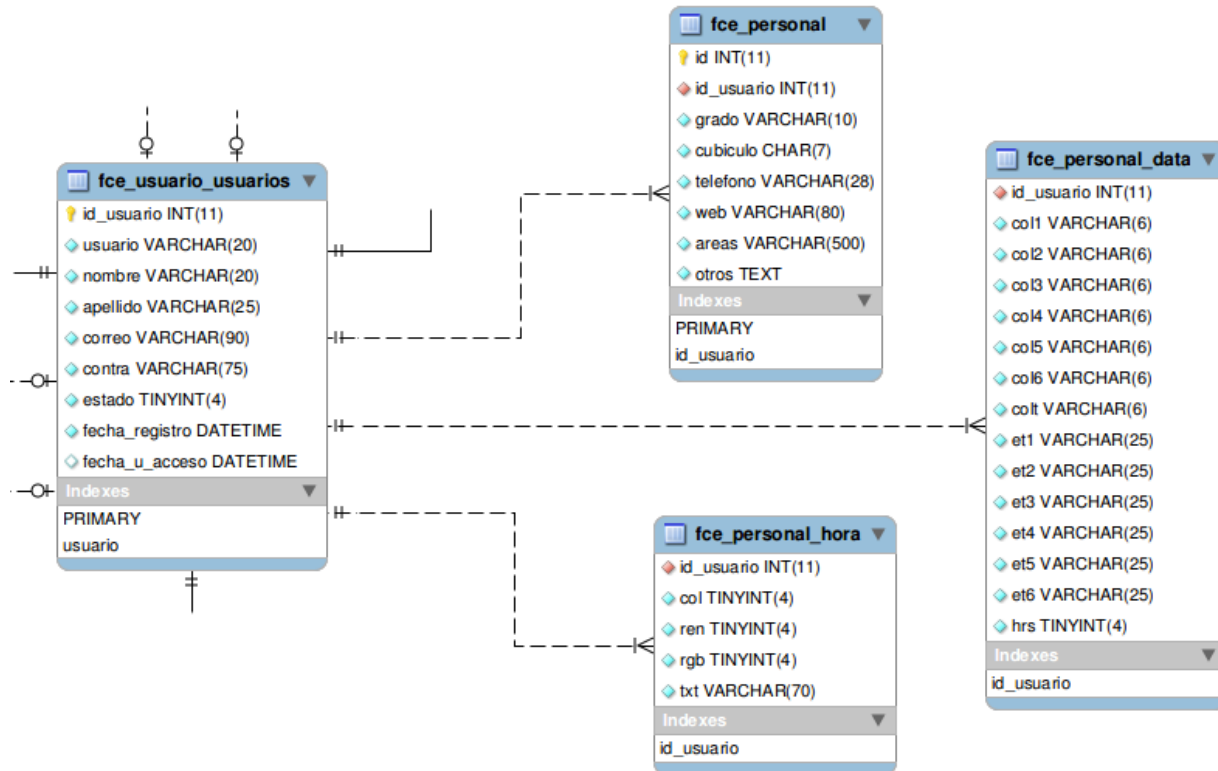 fce_usuario_usuarios
id_usuario INT(11)
usuario VARCHAR(20)
nombre VARCHAR(20)
apellido VARCHAR(25)
correo VARCHAR(90)
contra VARCHAR(75)
estado TINYINT(4)
fecha_registro DATETIME
fecha_u_acceso DATETIME
Indexes
PRIMARY
usuario
fce_personal
id INT(11)
id_usuario INT(11)
grado VARCHAR(10)
cubiculo CHAR(7)
telefono VARCHAR(28)
web VARCHAR(80)
areas VARCHAR(500)
otros TEXT
Indexes
PRIMARY
id_usuario
fce_personal_hora
id_usuario INT(11)
col TINYINT(4)
ren TINYINT(4)
rgb TINYINT(4)
txt VARCHAR(70)
Indexes
id_usuario
fce_personal_data
id_usuario INT(11)
col1 VARCHAR(6)
col2 VARCHAR(6)
col3 VARCHAR(6)
col4 VARCHAR(6)
col5 VARCHAR(6)
col6 VARCHAR(6)
colt VARCHAR(6)
et1 VARCHAR(25)
et2 VARCHAR(25)
et3 VARCHAR(25)
et4 VARCHAR(25)
et5 VARCHAR(25)
et6 VARCHAR(25)
hrs TINYINT(4)
Indexes
id_usuario